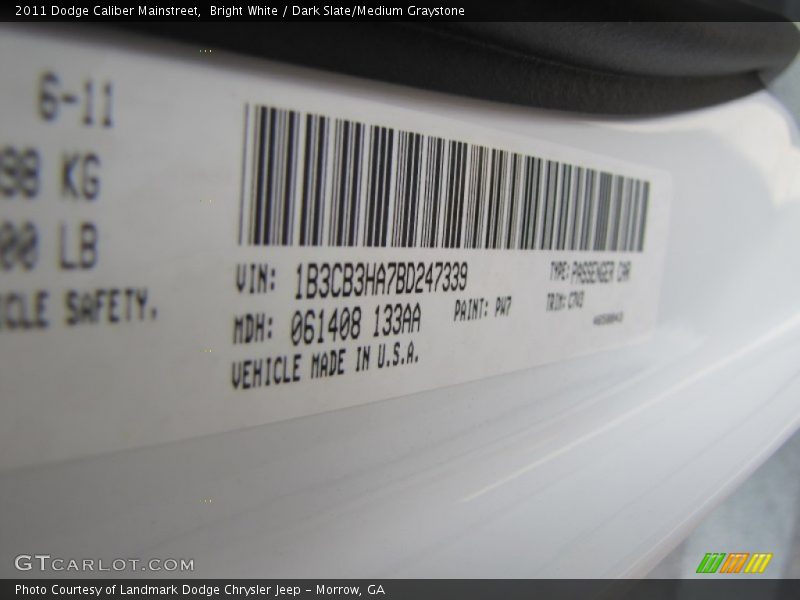 2011 Dodge Caliber Mainstreet, Bright White / Dark Slate/Medium Graystone
6-11
98 KG
00 LB
ICLE SAFETY.
VIN: 1B3CB3HA7BD247339
TYPE: PASSENGER CAR
MDH: 061408 133AA
PAINT: PW7
TRIM:
VEHICLE MADE IN U.S.A.
GTCARLOT.COM
Photo Courtesy of Landmark Dodge Chrysler Jeep - Morrow, GA